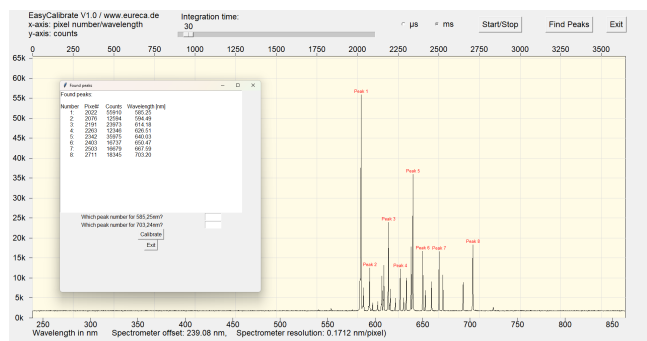 EasyCalibrate V1.0 / www.eureca.de
x-axis: pixel number/wavelength
y-axis: counts
Integration time:
30
µs
ms
Start/Stop
Find Peaks
Exit
0 250 500 750 1000 1250 1500 1750 2000 2250 2500 2750 3000 3250 3500
65k
60k
55k
50k
45k
40k
35k
30k
25k
20k
15k
10k
5k
0k
Found peaks
Found peaks:
Number Pixel# Counts Wavelength [nm]
1 2022 55910 585.25
2 2076 12594 594.49
3 2191 23973 614.18
4 2263 12346 626.51
5 2342 35975 640.03
6 2403 16737 650.47
7 2503 16679 667.59
8 2711 18345 703.20
Which peak number for 585,25nm?
Which peak number for 703,24nm?
Calibrate
Exit
Peak 1
Peak 5
Peak 3
Peak 8
Peak 6 Peak 7
Peak 2
Peak 4
250 300 350 400 450 500 550 600 650 700 750 800 850
Wavelength in nm Spectrometer offset: 239.08 nm, Spectrometer resolution: 0.1712 nm/pixel)